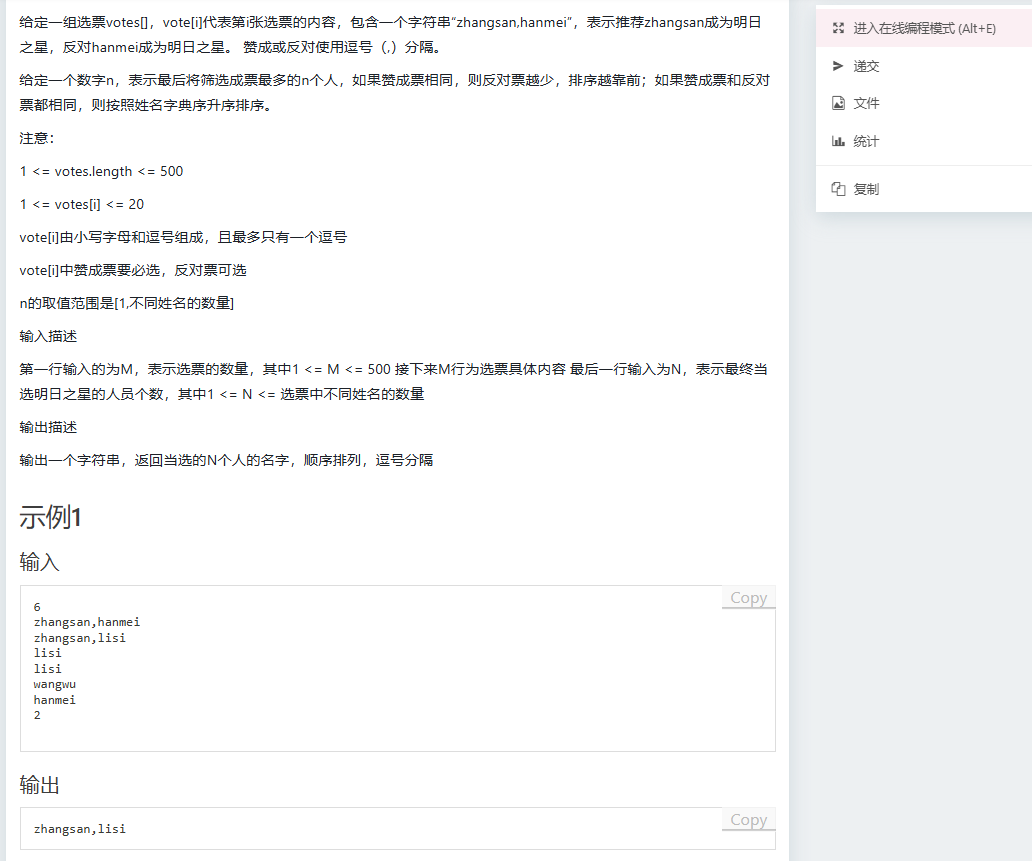 给定一组选票votes[]，vote[i]代表第i张选票的内容，包含一个字符串“zhangsan,hanmei”，表示推荐zhangsan成为明日
之星，反对hanmei成为明日之星。 赞成或反对使用逗号（,）分隔。
给定一个数字n，表示最后将筛选成票最多的n个人，如果赞成票相同，则反对票越少，排序越靠前；如果赞成票和反对
票都相同，则按照姓名字典序升序排序。
注意：
1 <= votes.length <= 500
1 <= votes[i] <= 20
vote[i]由小写字母和逗号组成，且最多只有一个逗号
vote[i]中赞成票要必选，反对票可选
n的取值范围是[1,不同姓名的数量]
输入描述
第一行输入的为M，表示选票的数量，其中1 <= M <= 500 接下来M行为选票具体内容 最后一行输入为N，表示最终当
选明日之星的人员个数，其中1 <= N <= 选票中不同姓名的数量
输出描述
输出一个字符串，返回当选的N个人的名字，顺序排列，逗号分隔
示例1
输入
Copy
6
zhangsan,hanmei
zhangsan,lisi
lisi
lisi
wangwu
hanmei
2
输出
Copy
zhangsan,lisi
进入在线编程模式 (Alt+E)
递交
文件
统计
复制